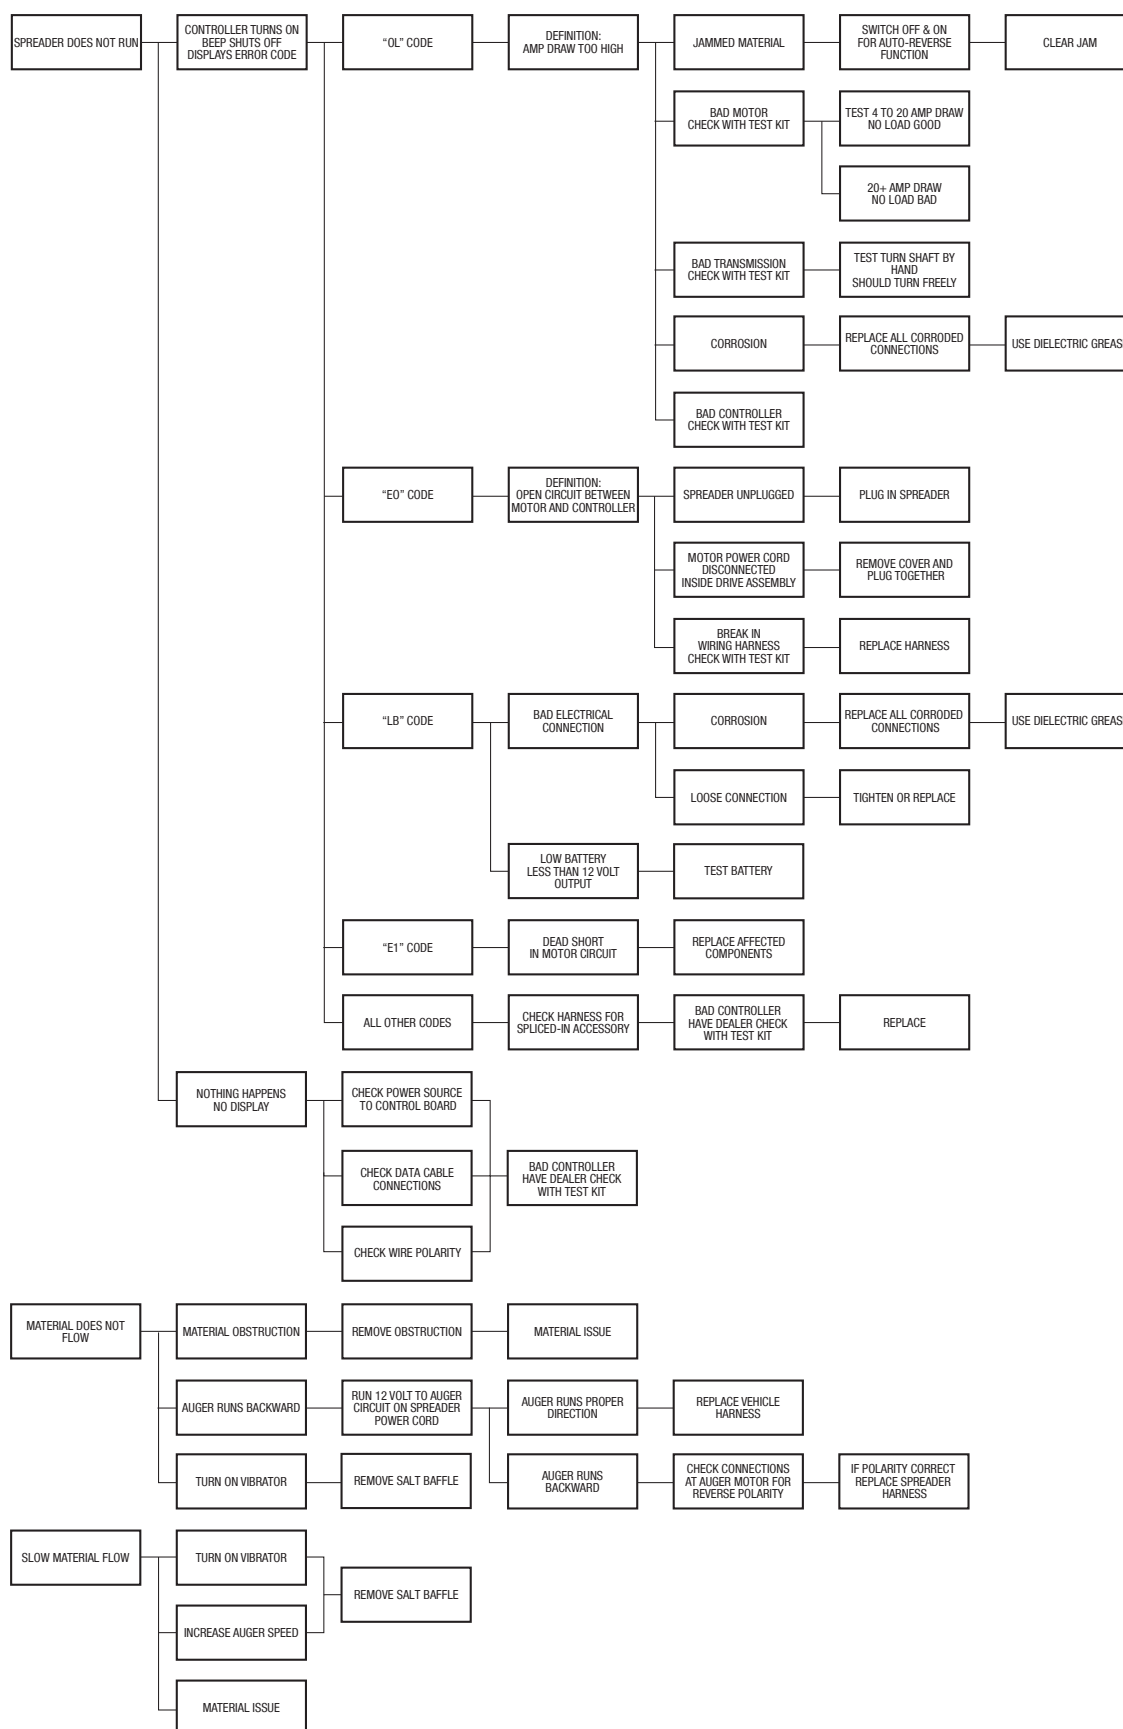 SPREADER DOES NOT RUN
CONTROLLER TURNS ON
BEEP SHUTS OFF
DISPLAYS ERROR CODE
“OL” CODE
DEFINITION:
AMP DRAW TOO HIGH
JAMMED MATERIAL
SWITCH OFF & ON
FOR AUTO-REVERSE
FUNCTION
CLEAR JAM
BAD MOTOR
CHECK WITH TEST KIT
TEST 4 TO 20 AMP DRAW
NO LOAD GOOD
20+ AMP DRAW
NO LOAD BAD
BAD TRANSMISSION
CHECK WITH TEST KIT
TEST TURN SHAFT BY
HAND
SHOULD TURN FREELY
CORROSION
REPLACE ALL CORRODED
CONNECTIONS
USE DIELECTRIC GREAS
BAD CONTROLLER
CHECK WITH TEST KIT
“EO” CODE
DEFINITION:
OPEN CIRCUIT BETWEEN
MOTOR AND CONTROLLER
SPREADER UNPLUGGED
PLUG IN SPREADER
MOTOR POWER CORD
DISCONNECTED
INSIDE DRIVE ASSEMBLY
REMOVE COVER AND
PLUG TOGETHER
BREAK IN
WIRING HARNESS
CHECK WITH TEST KIT
REPLACE HARNESS
“LB” CODE
BAD ELECTRICAL
CONNECTION
CORROSION
REPLACE ALL CORRODED
CONNECTIONS
USE DIELECTRIC GREAS
LOOSE CONNECTION
TIGHTEN OR REPLACE
LOW BATTERY
LESS THAN 12 VOLT
OUTPUT
TEST BATTERY
“E1” CODE
DEAD SHORT
IN MOTOR CIRCUIT
REPLACE AFFECTED
COMPONENTS
ALL OTHER CODES
CHECK HARNESS FOR
SPLICED-IN ACCESSORY
BAD CONTROLLER
HAVE DEALER CHECK
WITH TEST KIT
REPLACE
NOTHING HAPPENS
NO DISPLAY
CHECK POWER SOURCE
TO CONTROL BOARD
CHECK DATA CABLE
CONNECTIONS
BAD CONTROLLER
HAVE DEALER CHECK
WITH TEST KIT
CHECK WIRE POLARITY
MATERIAL DOES NOT
FLOW
MATERIAL OBSTRUCTION
REMOVE OBSTRUCTION
MATERIAL ISSUE
AUGER RUNS BACKWARD
RUN 12 VOLT TO AUGER
CIRCUIT ON SPREADER
POWER CORD
AUGER RUNS PROPER
DIRECTION
REPLACE VEHICLE
HARNESS
TURN ON VIBRATOR
REMOVE SALT BAFFLE
AUGER RUNS
BACKWARD
CHECK CONNECTIONS
AT AUGER MOTOR FOR
REVERSE POLARITY
IF POLARITY CORRECT
REPLACE SPREADER
HARNESS
SLOW MATERIAL FLOW
TURN ON VIBRATOR
REMOVE SALT BAFFLE
INCREASE AUGER SPEED
MATERIAL ISSUE